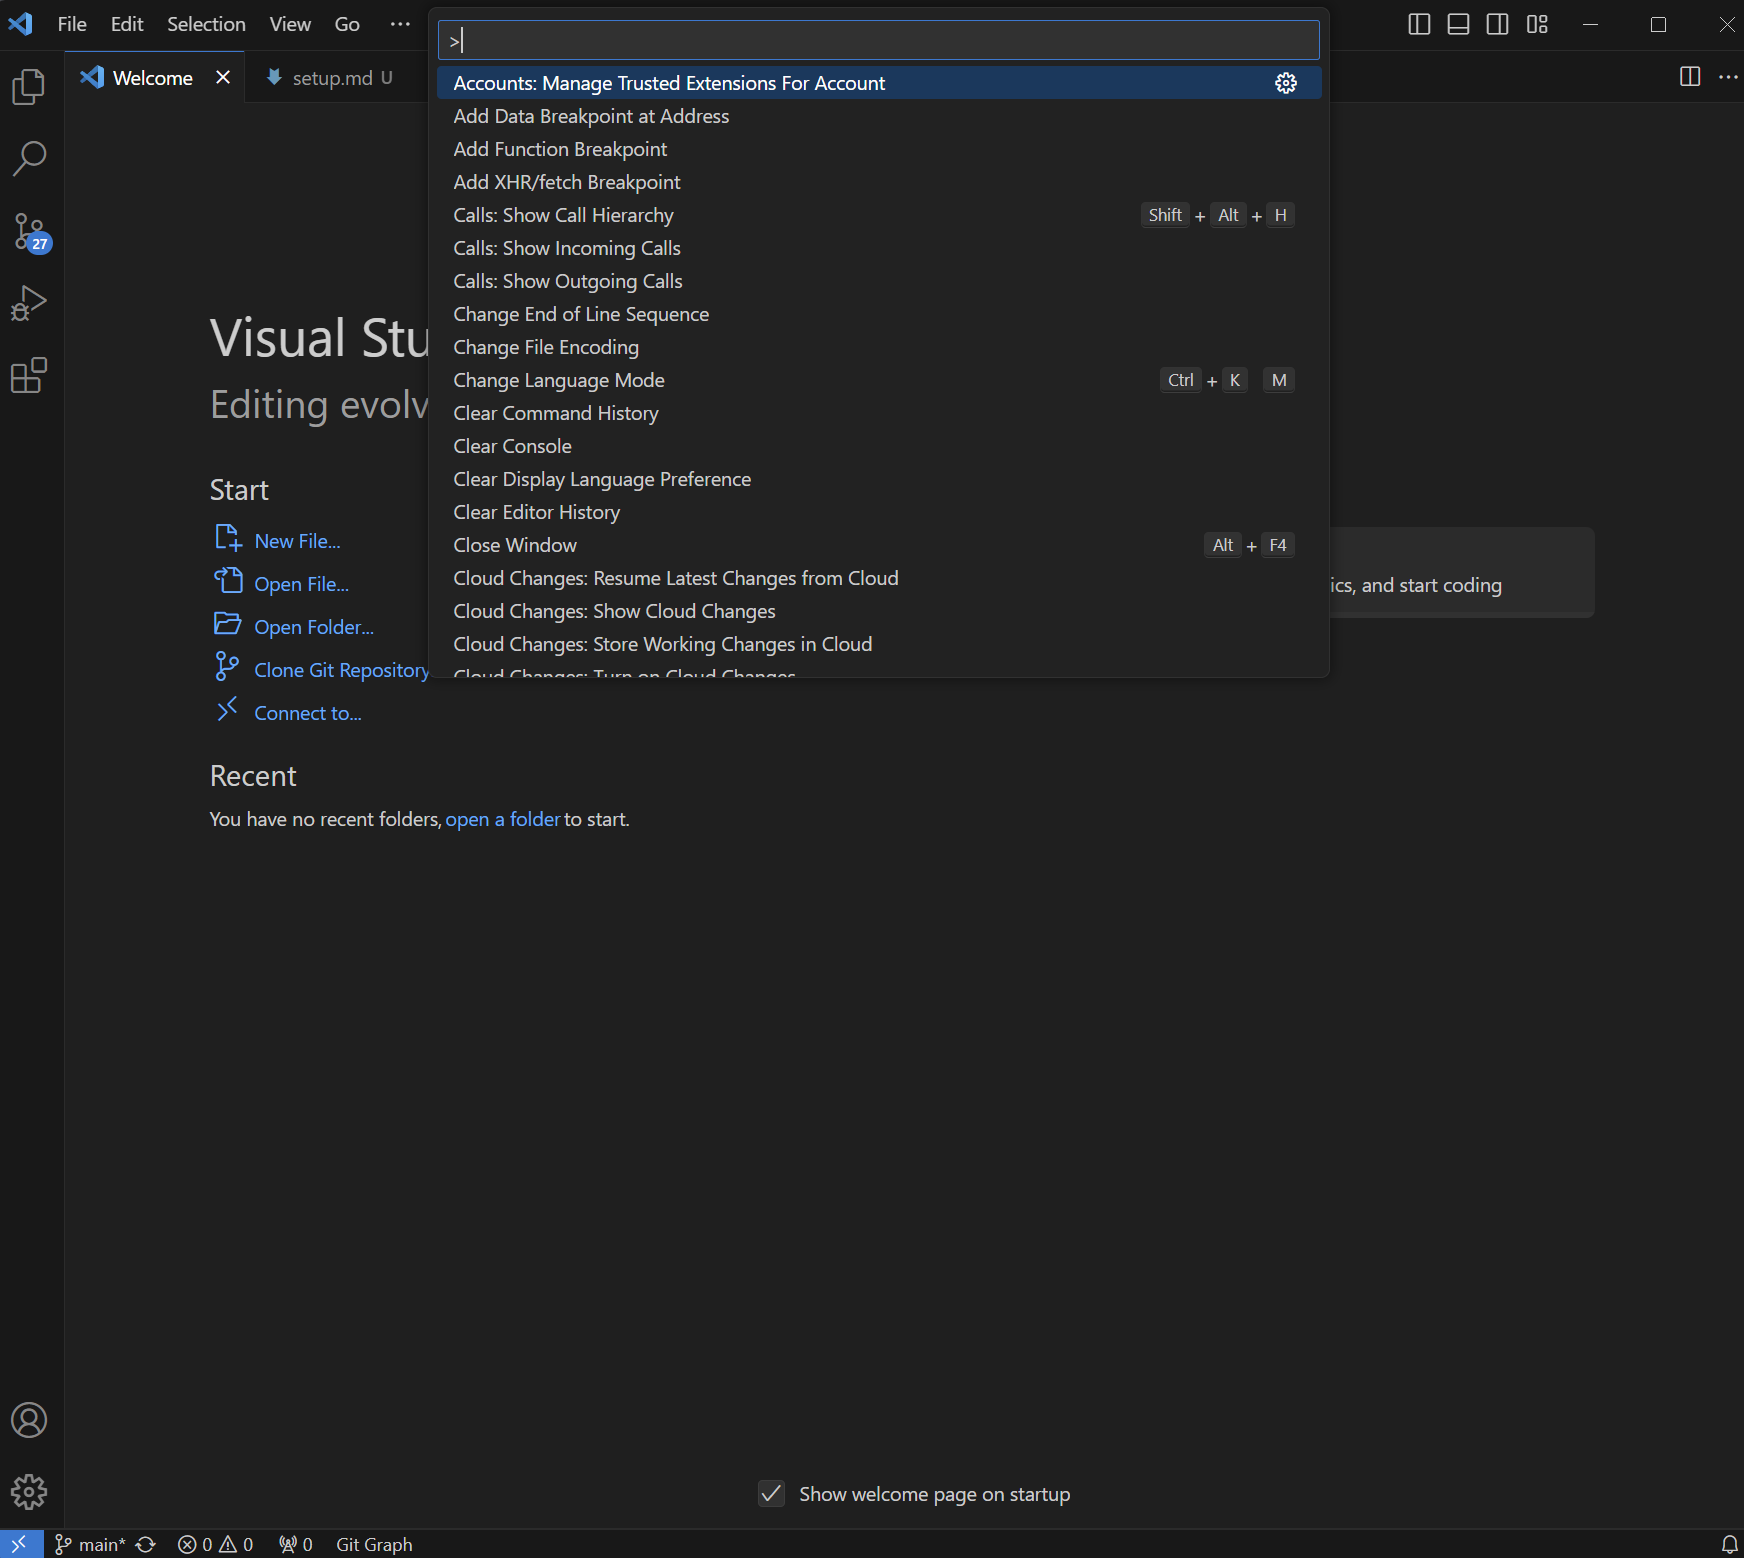 File Edit Selection View Go ···
>
Welcome setup.md U
Accounts: Manage Trusted Extensions For Account
Add Data Breakpoint at Address
Add Function Breakpoint
Add XHR/fetch Breakpoint
Calls: Show Call Hierarchy Shift + Alt + H
Calls: Show Incoming Calls
Calls: Show Outgoing Calls
Change End of Line Sequence
Change File Encoding
Change Language Mode Ctrl + K M
Clear Command History
Clear Console
Clear Display Language Preference
Clear Editor History
Close Window Alt + F4
Cloud Changes: Resume Latest Changes from Cloud
Cloud Changes: Show Cloud Changes
Cloud Changes: Store Working Changes in Cloud
Cloud Changes: Turn on Cloud Changes
27
Visual Stu
Editing evolv
Start
New File...
Open File...
Open Folder...
Clone Git Repository
Connect to...
ics, and start coding
Recent
You have no recent folders, open a folder to start.
Show welcome page on startup
main* 0 0 0 Git Graph